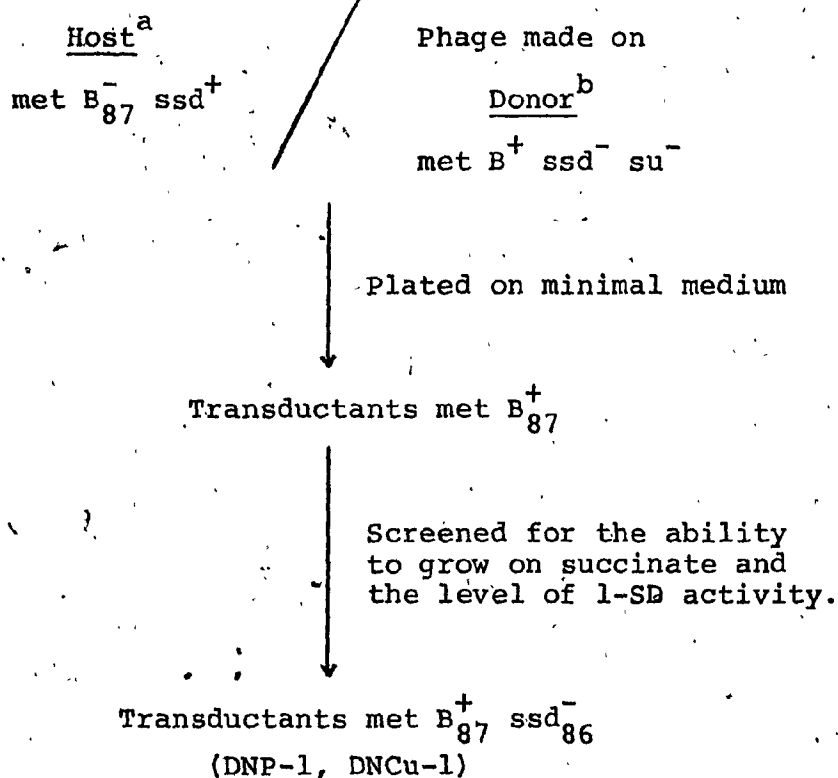 Host^a
met B^-_87 ssd^+
Phage made on
Donor^b
met B^+ ssd^- su^-
Plated on minimal medium
Transductants met B^+_87
Screened for the ability
to grow on succinate and
the level of l-SD activity.
Transductants met B^+_87 ssd^-_86
(DNP-1, DNCu-1)